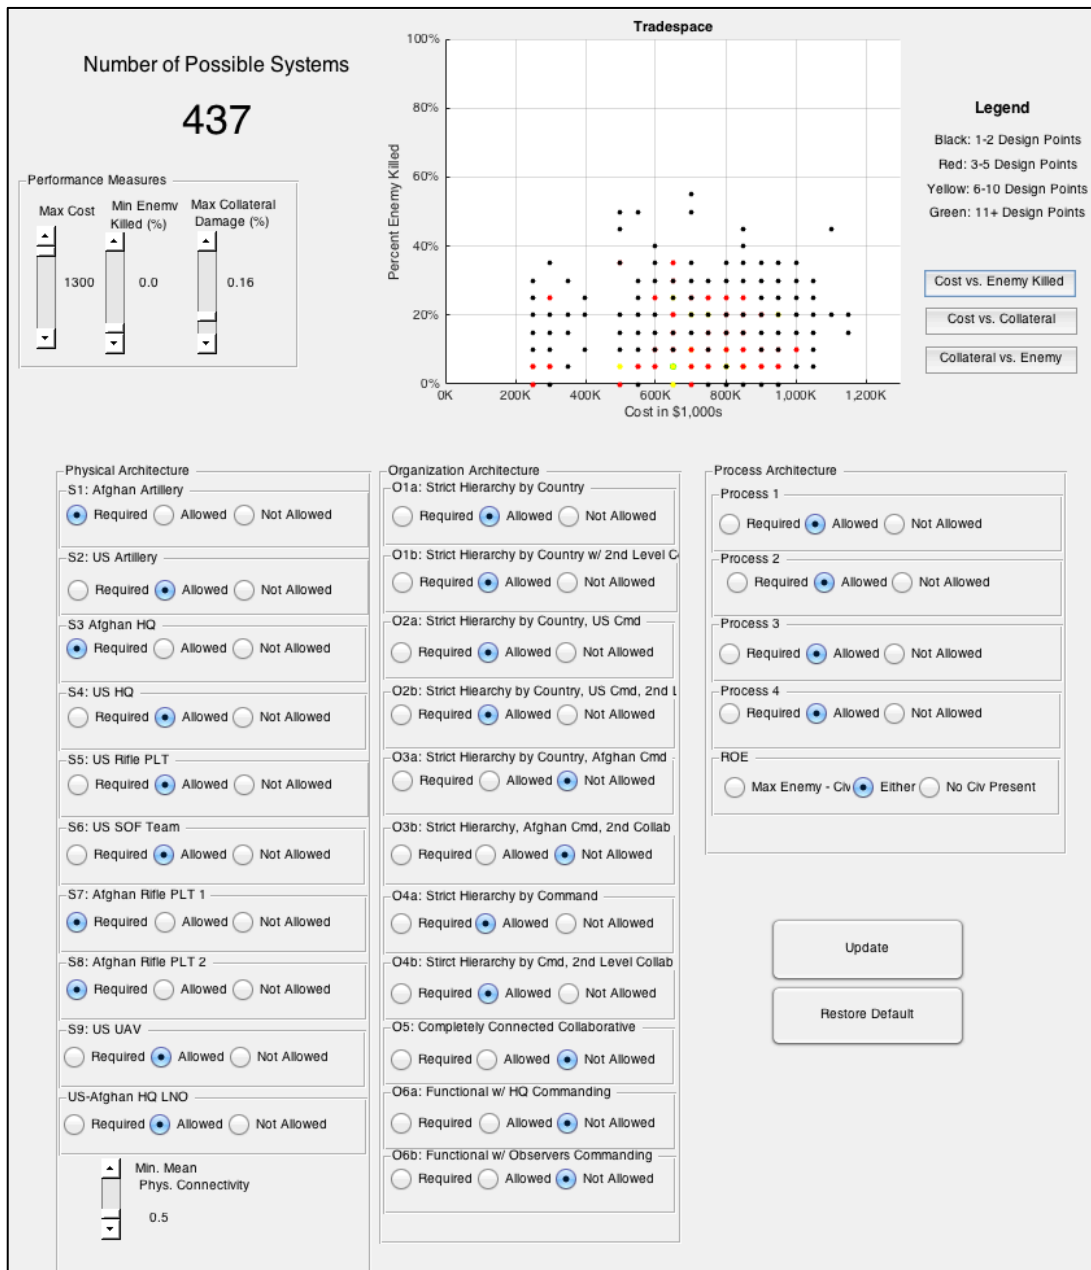 Number of Possible Systems
437
Performance Measures
Max Cost
Min Enemy Killed (%)
Max Collateral Damage (%)
1300
0.0
0.16
Tradespace
Percent Enemy Killed
100%
80%
60%
40%
20%
0%
0K 200K 400K 600K 800K 1,000K 1,200K
Cost in $1,000s
Legend
Black: 1-2 Design Points
Red: 3-5 Design Points
Yellow: 6-10 Design Points
Green: 11+ Design Points
Cost vs. Enemy Killed
Cost vs. Collateral
Collateral vs. Enemy
Physical Architecture
S1: Afghan Artillery
Required Allowed Not Allowed
S2: US Artillery
Required Allowed Not Allowed
S3 Afghan HQ
Required Allowed Not Allowed
S4: US HQ
Required Allowed Not Allowed
S5: US Rifle PLT
Required Allowed Not Allowed
S6: US SOF Team
Required Allowed Not Allowed
S7: Afghan Rifle PLT 1
Required Allowed Not Allowed
S8: Afghan Rifle PLT 2
Required Allowed Not Allowed
S9: US UAV
Required Allowed Not Allowed
US-Afghan HQ LNO
Required Allowed Not Allowed
Min. Mean
Phys. Connectivity
0.5
Organization Architecture
O1a: Strict Hierarchy by Country
Required Allowed Not Allowed
O1b: Strict Hierarchy by Country w/ 2nd Level
Required Allowed Not Allowed
O2a: Strict Hierarchy by Country, US Cmd
Required Allowed Not Allowed
O2b: Strict Hiearchy by Country, US Cmd, 2nd
Required Allowed Not Allowed
O3a: Strict Hierarchy by Country, Afghan Cmd
Required Allowed Not Allowed
O3b: Strict Hierarchy, Afghan Cmd, 2nd Collab
Required Allowed Not Allowed
O4a: Strict Hierarchy by Command
Required Allowed Not Allowed
O4b: Strict Hierarchy by Cmd, 2nd Level Collab
Required Allowed Not Allowed
O5: Completely Connected Collaborative
Required Allowed Not Allowed
O6a: Functional w/ HQ Commanding
Required Allowed Not Allowed
O6b: Functional w/ Observers Commanding
Required Allowed Not Allowed
Process Architecture
Process 1
Required Allowed Not Allowed
Process 2
Required Allowed Not Allowed
Process 3
Required Allowed Not Allowed
Process 4
Required Allowed Not Allowed
ROE
Max Enemy - Civ Either No Civ Present
Update
Restore Default